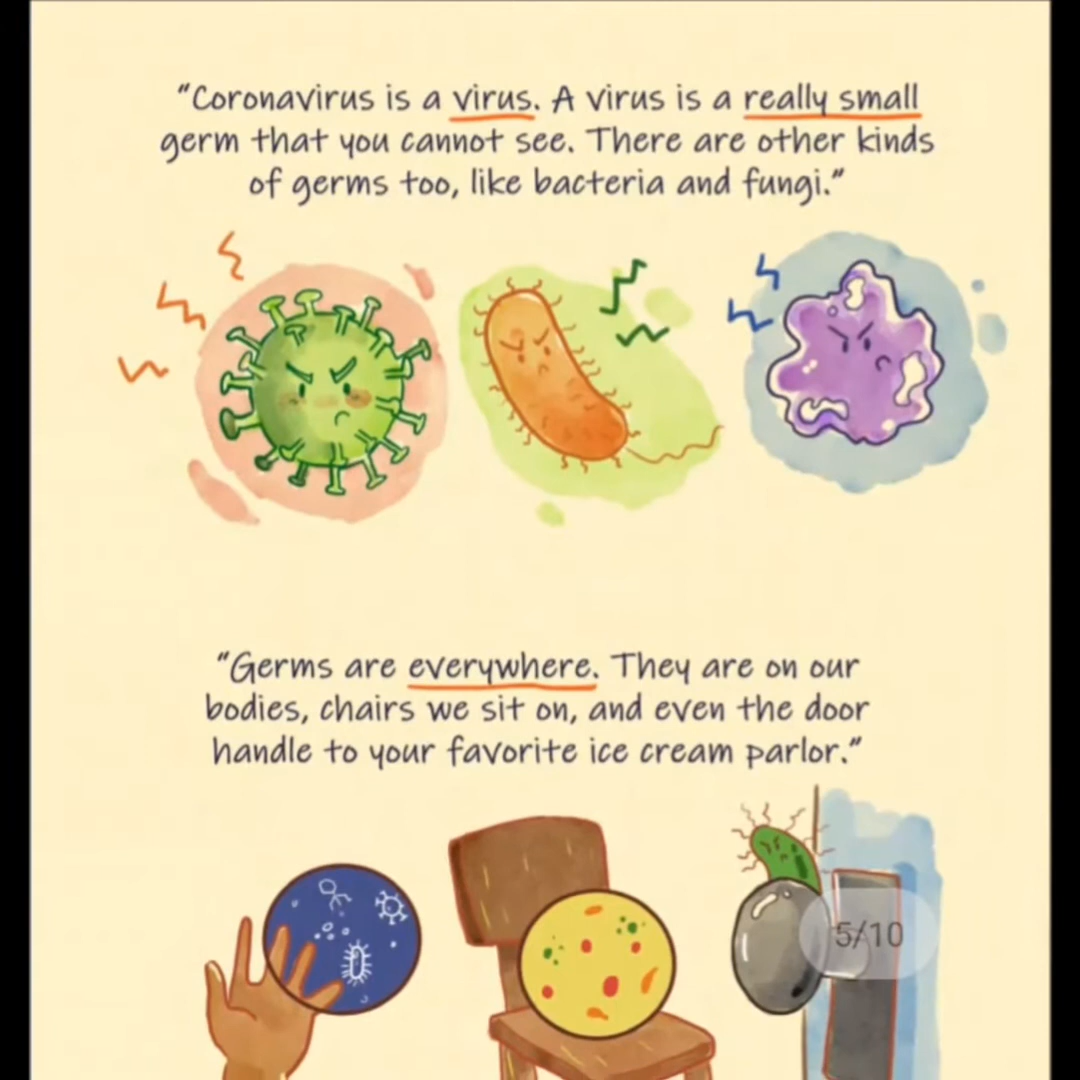 "Coronavirus is a virus. A virus is a really small
germ that you cannot see. There are other kinds
of germs too, like bacteria and fungi."
"Germs are everywhere. They are on our
bodies, chairs we sit on, and even the door
handle to your favorite ice cream parlor."
5/10